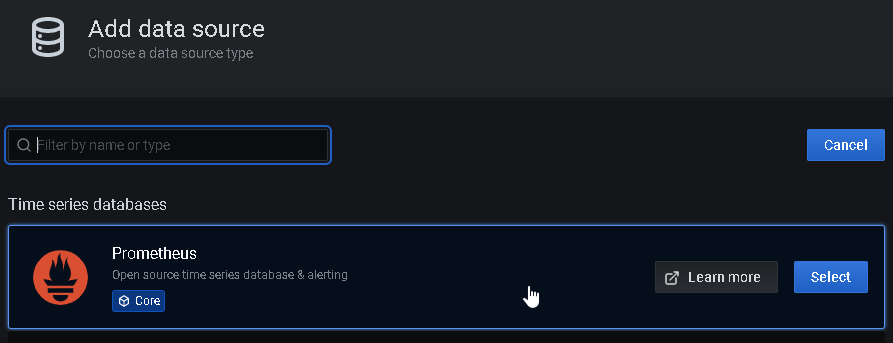 Add data source
Choose a data source type
Filter by name or type
Cancel
Time series databases
Prometheus
Open source time series database & alerting
Core
Learn more
Select